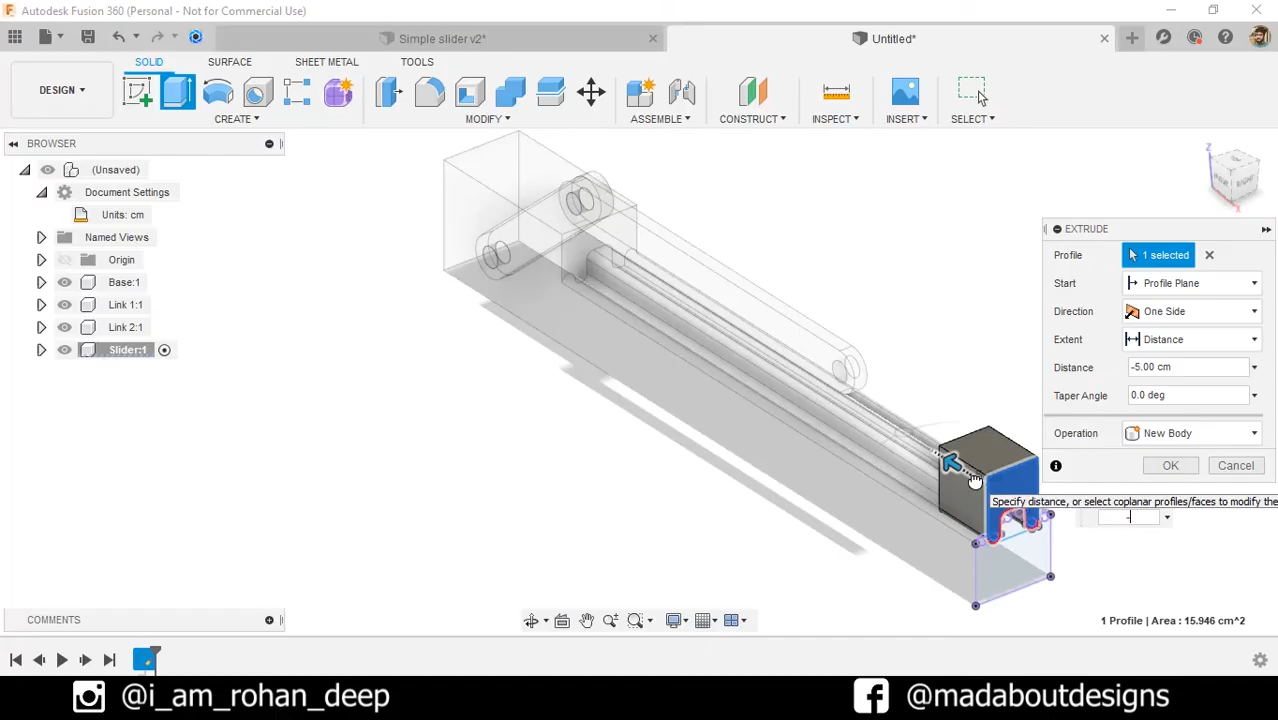 Autodesk Fusion 360 (Personal - Not for Commercial Use)
Simple slider v2*
Untitled*
SOLID SURFACE SHEET METAL TOOLS
DESIGN
CREATE MODIFY ASSEMBLE CONSTRUCT INSPECT INSERT SELECT
BROWSER
(Unsaved)
Document Settings
Units: cm
Named Views
Origin
Base:1
Link 1:1
Link 2:1
Slider:1
Z
X
RIGHT
EXTRUDE
Profile 1 selected
Start Profile Plane
Direction One Side
Extent Distance
Distance -5.00 cm
Taper Angle 0.0 deg
Operation New Body
OK Cancel
Specify distance, or select coplanar profiles/faces to modify the
-
COMMENTS
1 Profile | Area : 15.946 cm^2
@i_am_rohan_deep
@madaboutdesigns